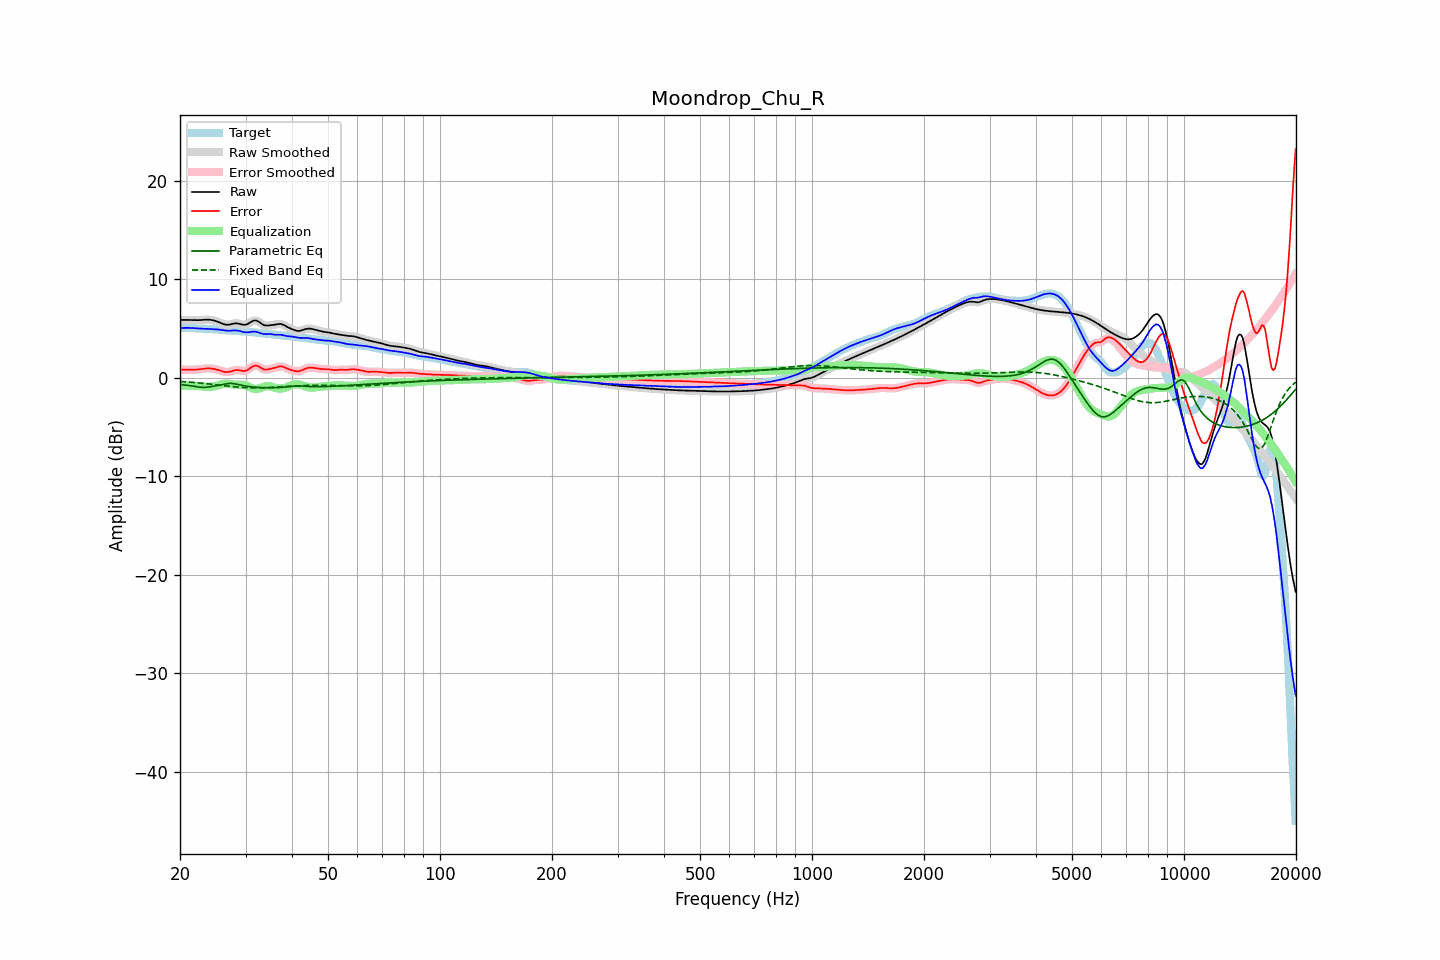 Moondrop_Chu_R
Target
Raw Smoothed
Error Smoothed
Raw
Error
Equalization
Parametric Eq
Fixed Band Eq
Equalized
Amplitude (dBr)
20
10
0
−10
−20
−30
−40
20 50 100 200 500 1000 2000 5000 10000 20000
Frequency (Hz)